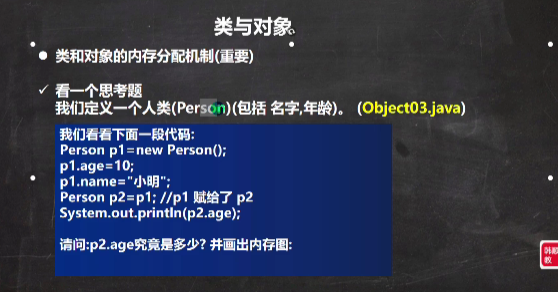 类与对象
类和对象的内存分配机制(重要)
看一个思考题
我们定义一个人类(Person)(包括 名字,年龄)。 (Object03.java)
我们看看下面一段代码:
Person p1=new Person();
p1.age=10;
p1.name="小明";
Person p2=p1; //p1 赋给了 p2
System.out.println(p2.age);
请问:p2.age究竟是多少? 并画出内存图: